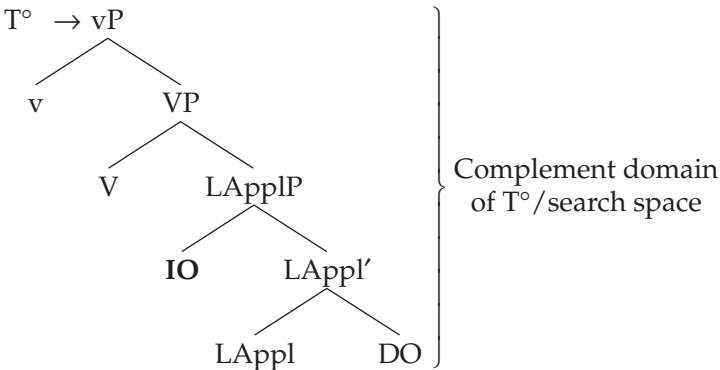 T° → vP
v VP
V LApplP
Complement domain
of T°/search space
IO LAppl′
LAppl DO